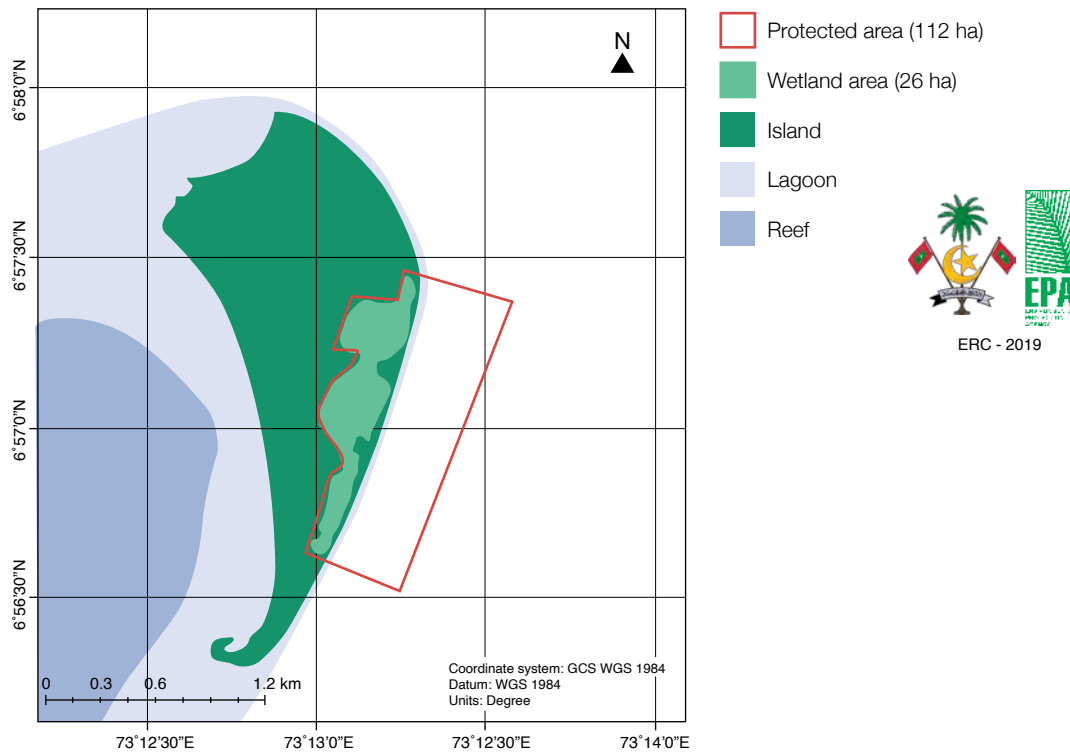 N
6°58’0”N
6°57’30”N
6°57’0”N
6°56’30”N
73°12’30”’’E
73°13’0”’’E
73°12’30”’’E
73°14’0”’’E
0 0.3 0.6 1.2 km
Coordinate system: GCS WGS 1984
Datum: WGS 1984
Units: Degree
Protected area (112 ha)
Wetland area (26 ha)
Island
Lagoon
Reef
EPA
ERC - 2019